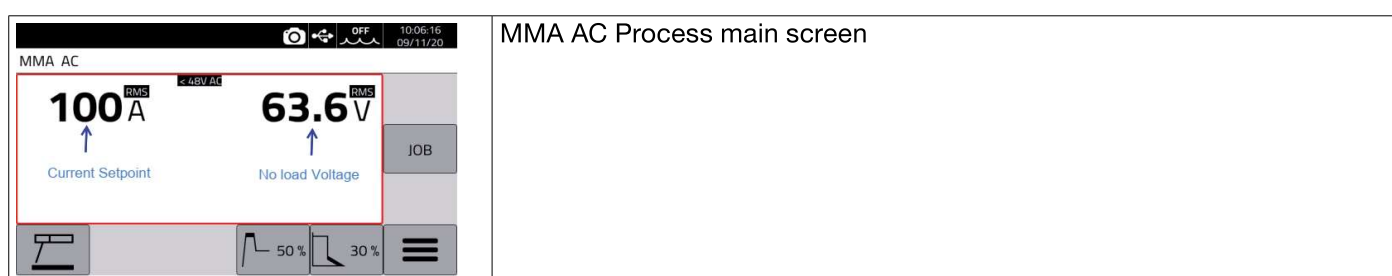 OFF
10:06:16
09/11/20
MMA AC
< 48V AC
100 A RMS
63.6 V RMS
Current Setpoint
No load Voltage
JOB
50 %
30 %
MMA AC Process main screen